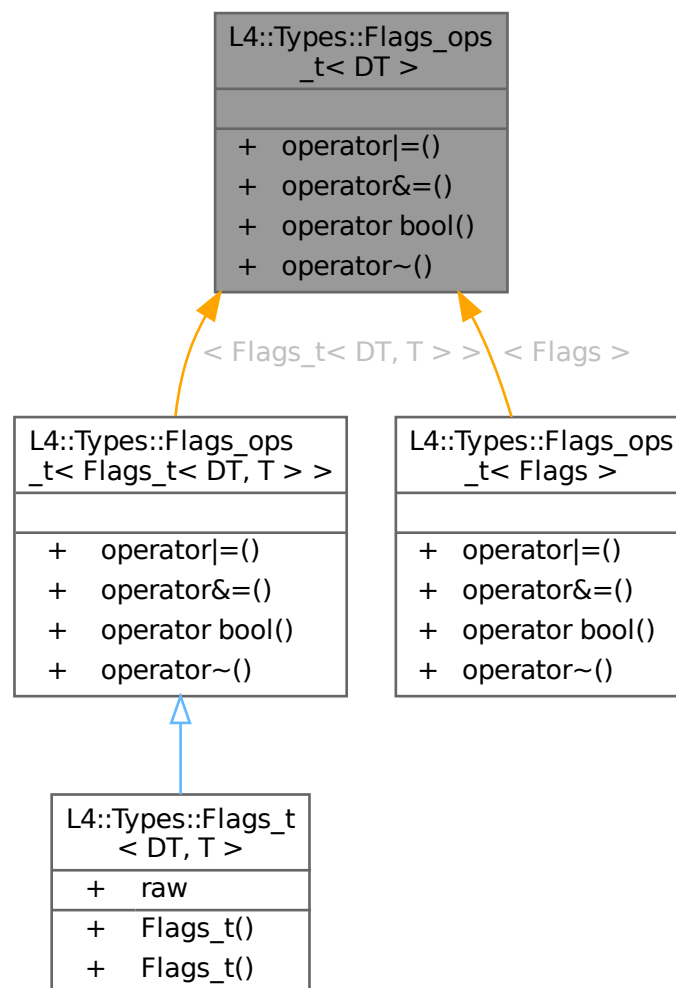 L4::Types::Flags_ops
_t< DT >
+ operator|=()
+ operator&=()
+ operator bool()
+ operator~()
< Flags_t< DT, T > >
< Flags >
L4::Types::Flags_ops
_t< Flags_t< DT, T > >
+ operator|=()
+ operator&=()
+ operator bool()
+ operator~()
L4::Types::Flags_ops
_t< Flags >
+ operator|=()
+ operator&=()
+ operator bool()
+ operator~()
L4::Types::Flags_t
< DT, T >
+ raw
+ Flags_t()
+ Flags_t()